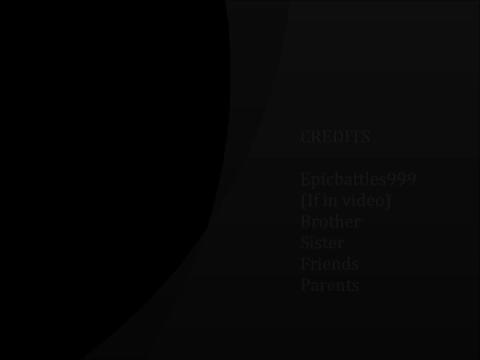 CREDITS
Epicbattles999
(If in video)
Brother
Sister
Friends
Parents